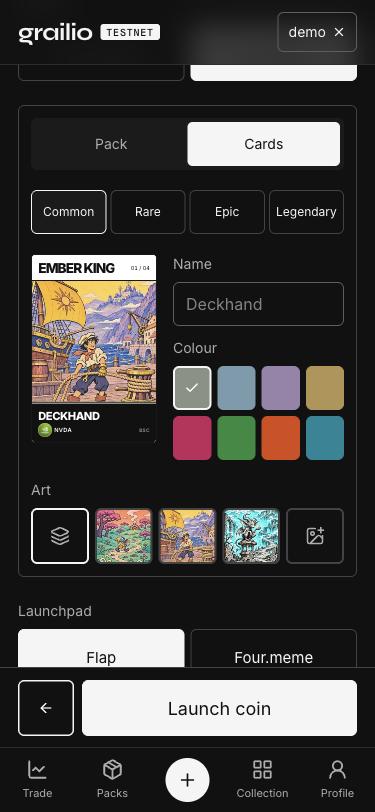 grailio TESTNET demo
Pack Cards
Common Rare Epic Legendary
EMBER KING 01 / 04
Name
Deckhand
Colour
DECKHAND
NVDA BSC
Art
Launchpad
Flap Four.meme
Launch coin
Trade Packs Collection Profile